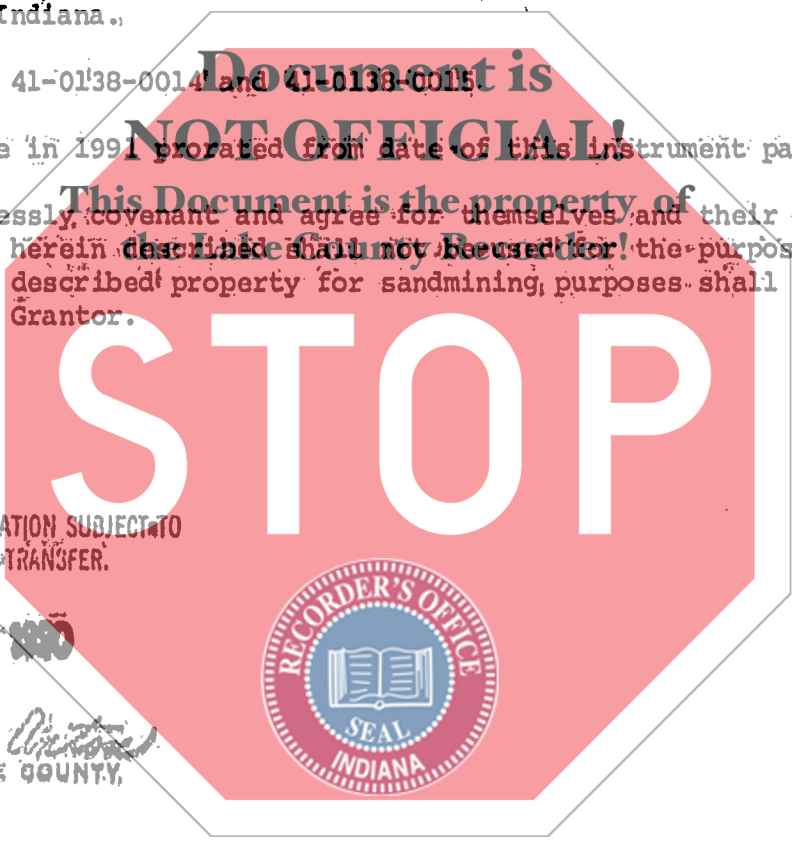 Indiana.
41-0138-0014 and 41-0138-0015.
Document is
NOT OFFICIAL!
e in 1991 prorated from date of this instrument pa
This Document is the property of
the Lake County Recorder!
essly covenant and agree for themselves and their
herein described shall not be used for the purpos
described property for sandmining purposes shall
Grantor.
STOP
ATION SUBJECT TO
TRANSFER.
RECORDER'S OFFICE
SEAL
INDIANA
E COUNTY,